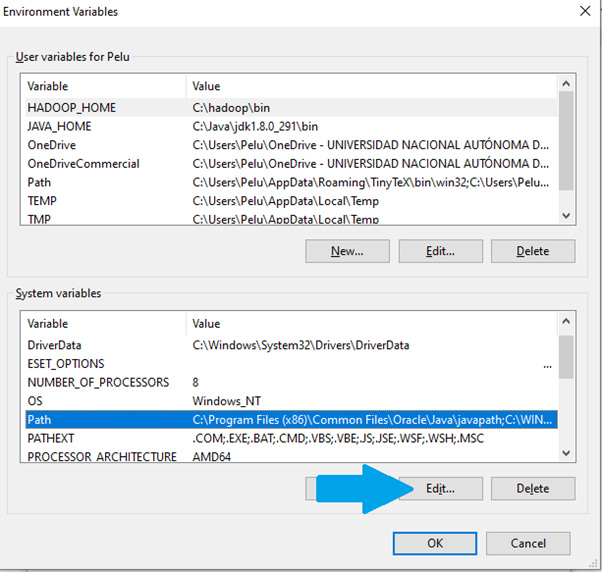 Environment Variables
User variables for Pelu
Variable Value
HADOOP_HOME C:\hadoop\bin
JAVA_HOME C:\Java\jdk1.8.0_291\bin
OneDrive C:\Users\Pelu\OneDrive - UNIVERSIDAD NACIONAL AUTÓNOMA D...
OneDriveCommercial C:\Users\Pelu\OneDrive - UNIVERSIDAD NACIONAL AUTÓNOMA D...
Path C:\Users\Pelu\AppData\Roaming\TinyTeX\bin\win32;C:\Users\Pelu...
TEMP C:\Users\Pelu\AppData\Local\Temp
TMP C:\Users\Pelu\AppData\Local\Temp
New... Edit... Delete
System variables
Variable Value
DriverData C:\Windows\System32\Drivers\DriverData
ESET_OPTIONS ...
NUMBER_OF_PROCESSORS 8
OS Windows_NT
Path C:\Program Files (x86)\Common Files\Oracle\Java\javapath;C:\WIN...
PATHEXT .COM;.EXE;.BAT;.CMD;.VBS;.VBE;.JS;.JSE;.WSF;.WSH;.MSC
PROCESSOR_ARCHITECTURE AMD64
Edit... Delete
OK Cancel